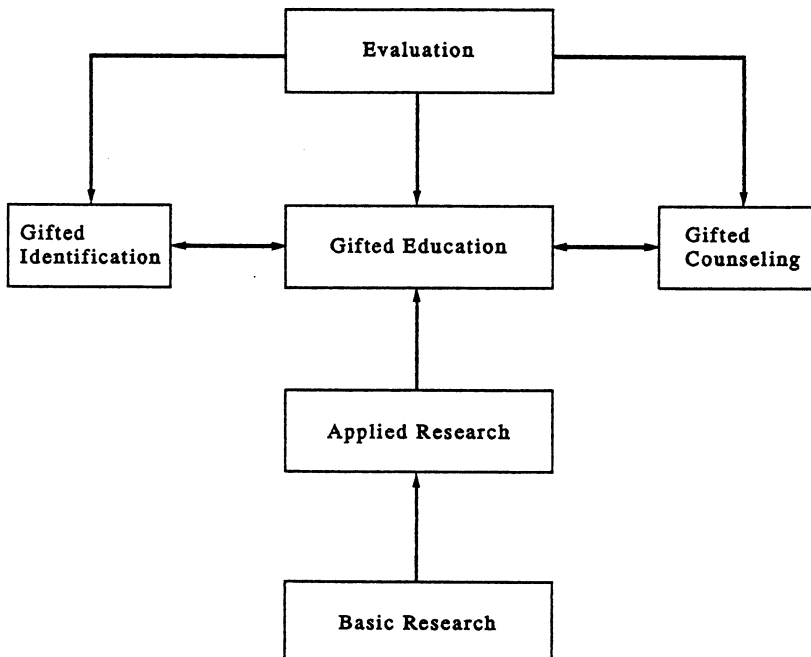 Evaluation
Gifted
Identification
Gifted Education
Gifted
Counseling
Applied Research
Basic Research